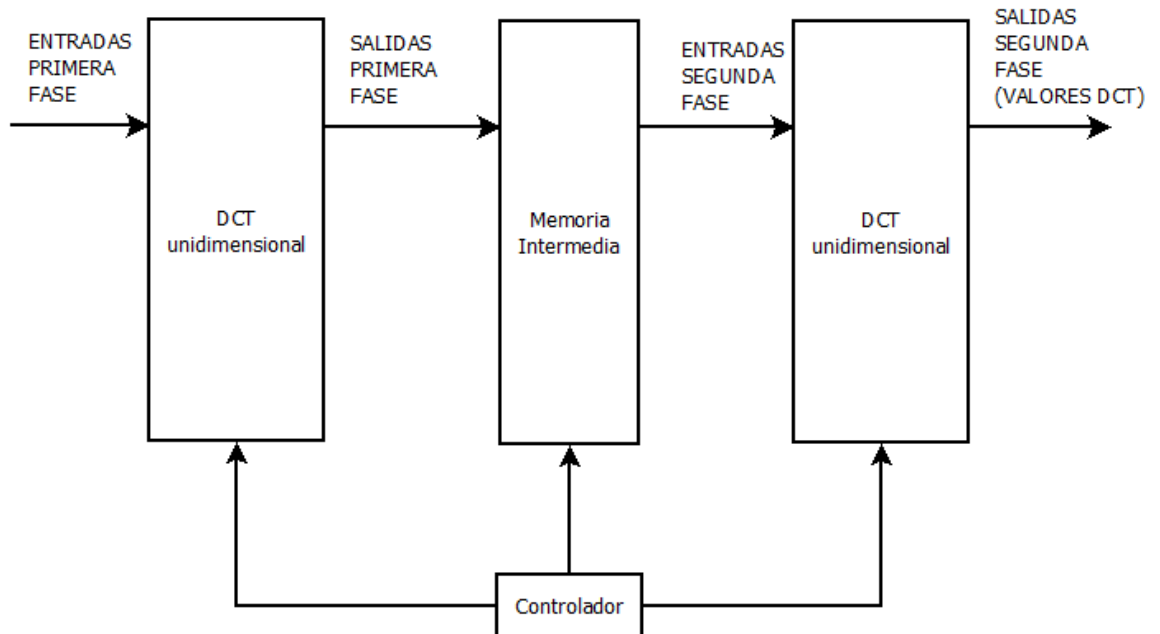 ENTRADAS
PRIMERA
FASE
SALIDAS
PRIMERA
FASE
ENTRADAS
SEGUNDA
FASE
SALIDAS
SEGUNDA
FASE
(VALORES DCT)
DCT
unidimensional
Memoria
Intermedia
DCT
unidimensional
Controlador